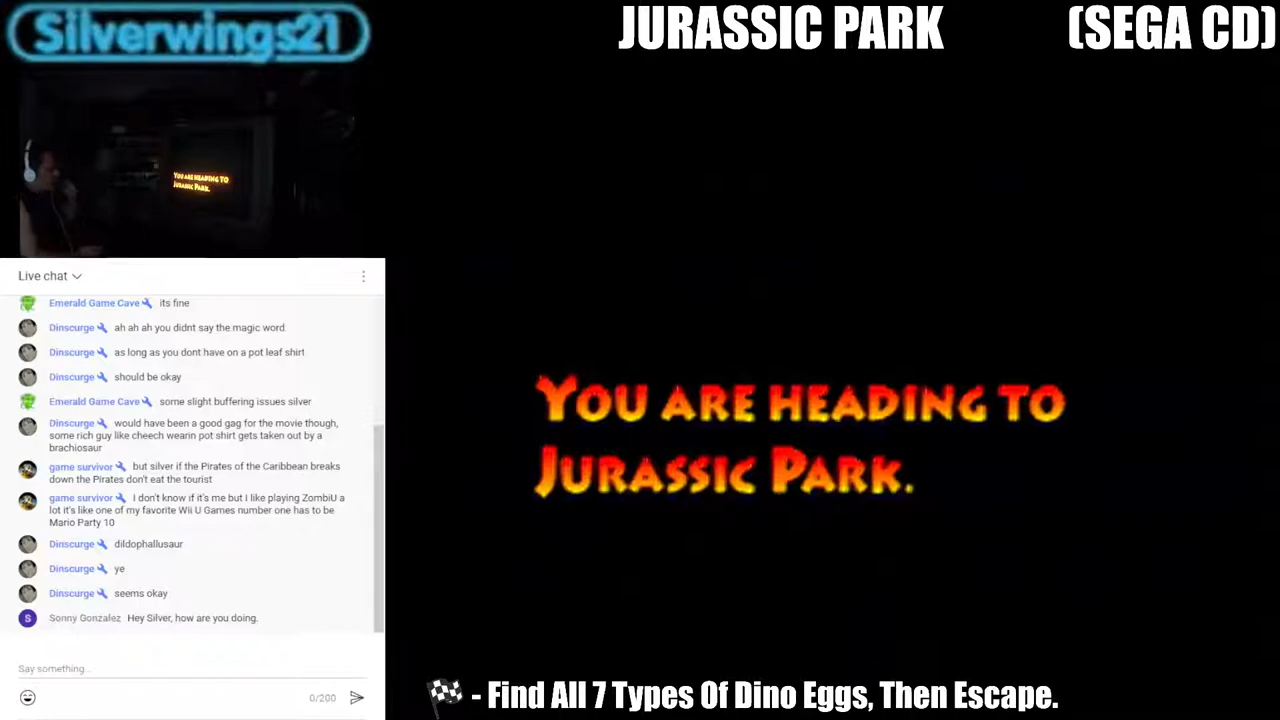 Silverwings21
JURASSIC PARK (SEGA CD)
YOU ARE HEADING TO
JURASSIC PARK.
Live chat
Emerald Game Cave its fine
Dinscurge ah ah ah you didnt say the magic word
Dinscurge as long as you dont have on a pot leaf shirt
Dinscurge should be okay
Emerald Game Cave some slight buffering issues silver
Dinscurge would have been a good gag for the movie though,
some rich guy like cheech wearin pot shirt gets taken out by a
brachiosaur
game survivor but silver if the Pirates of the Caribbean breaks
down the Pirates don't eat the tourist
game survivor I don't know if it's me but I like playing ZombiU a
lot it's like one of my favorite Wii U Games number one has to be
Mario Party 10
Dinscurge dildophallusaur
Dinscurge ye
Dinscurge seems okay
S Sonny Gonzalez Hey Silver, how are you doing.
Say something...
0/200
YOU ARE HEADING TO
JURASSIC PARK.
- Find All 7 Types Of Dino Eggs, Then Escape.